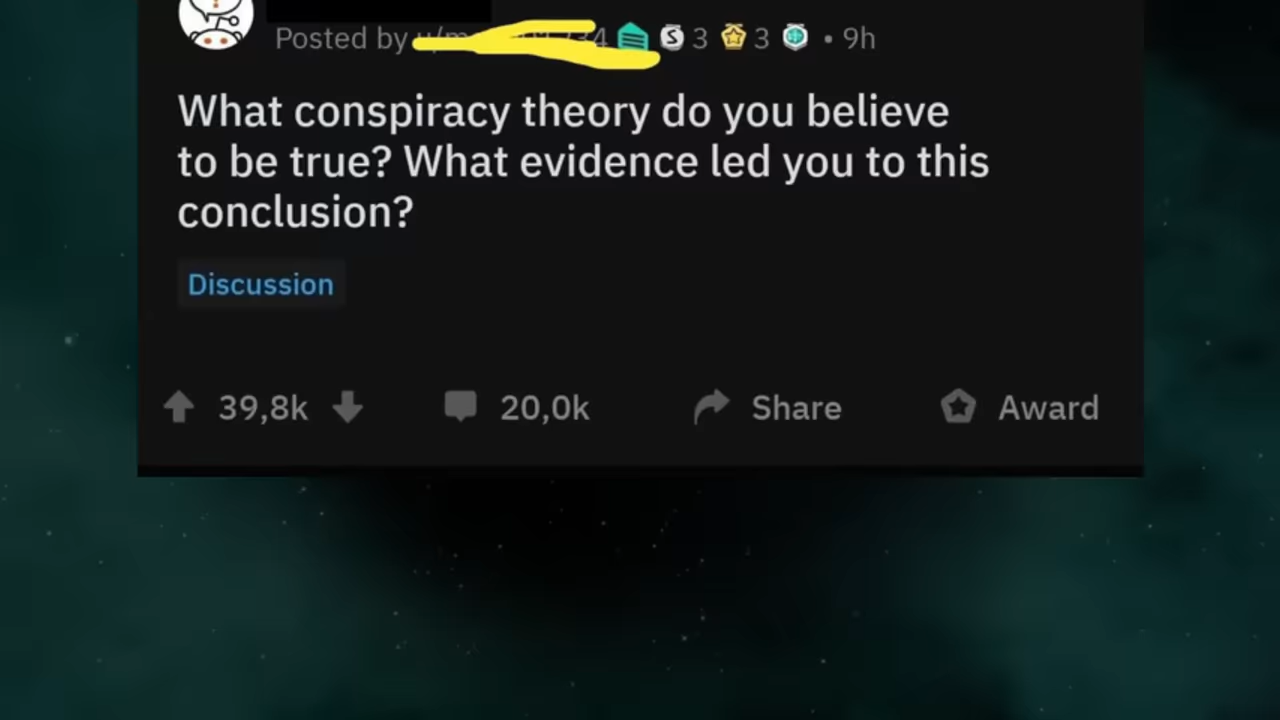 Posted by 3 3 • 9h
What conspiracy theory do you believe
to be true? What evidence led you to this
conclusion?
Discussion
39,8k 20,0k Share Award